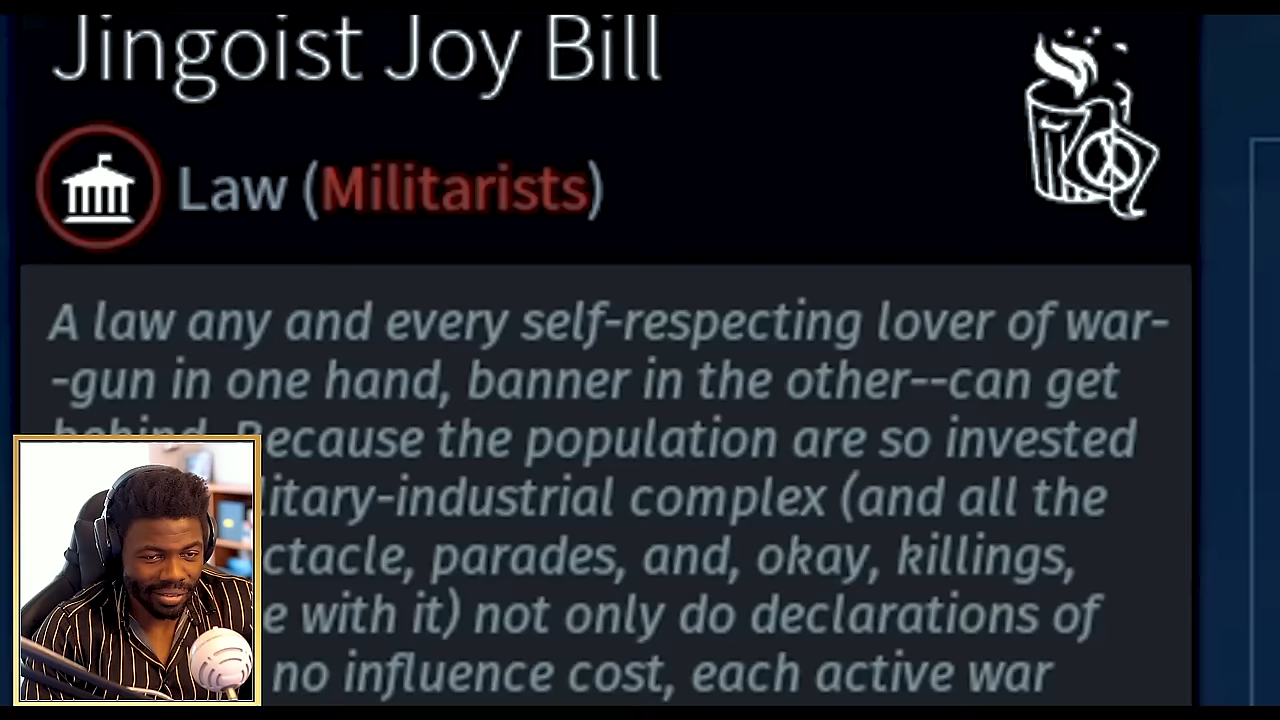 Jingoist Joy Bill
Law (Militarists)
A law any and every self-respecting lover of war-
-gun in one hand, banner in the other--can get
behind. Because the population are so invested
litary-industrial complex (and all the
ctacle, parades, and, okay, killings,
e with it) not only do declarations of
no influence cost, each active war